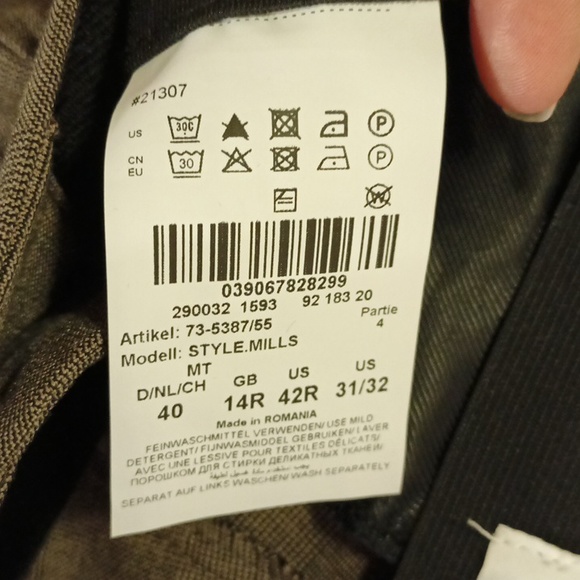 #21307
US 30C P
CN EU 30 P
W
039067828299
290032 1593 92 183 20
Artikel: 73-5387/55 Partie
Modell: STYLE.MILLS 4
MT
D/NL/CH GB US US
40 14R 42R 31/32
Made in ROMANIA
FEINWASCHMITTEL VERWENDEN/USE MILD
DETERGENT/FIJNWASMIDDEL GEBRUIKEN/LAVER
AVEC UNE LESSIVE POUR TEXTILES DÉLICATS/
ПОРОШКОМ ДЛЯ СТИРКИ ДЕЛИКАТНЫХ ТКАНЕЙ/
SEPARAT AUF LINKS WASCHEN/WASH SEPARATELY